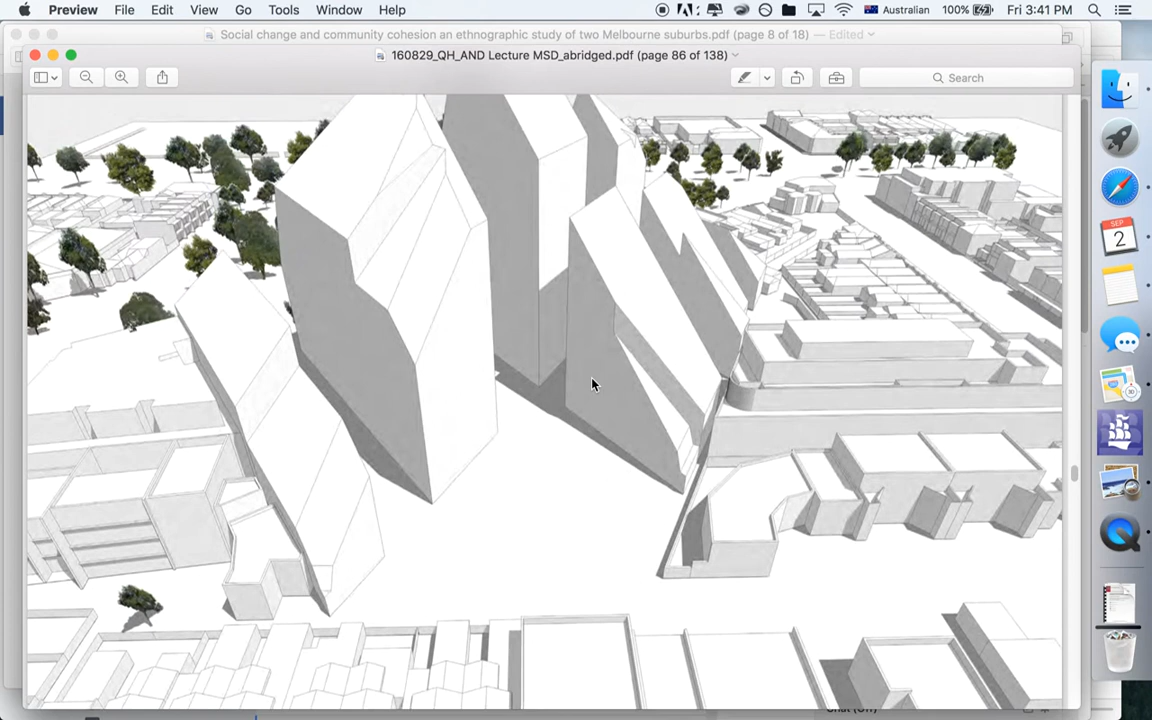 Preview File Edit View Go Tools Window Help Australian 100% Fri 3:41 PM
Social change and community cohesion an ethnographic study of two Melbourne suburbs.pdf (page 8 of 18) — Edited
160829_QH_AND Lecture MSD_abridged.pdf (page 86 of 138)
Search
SEP
2
3D